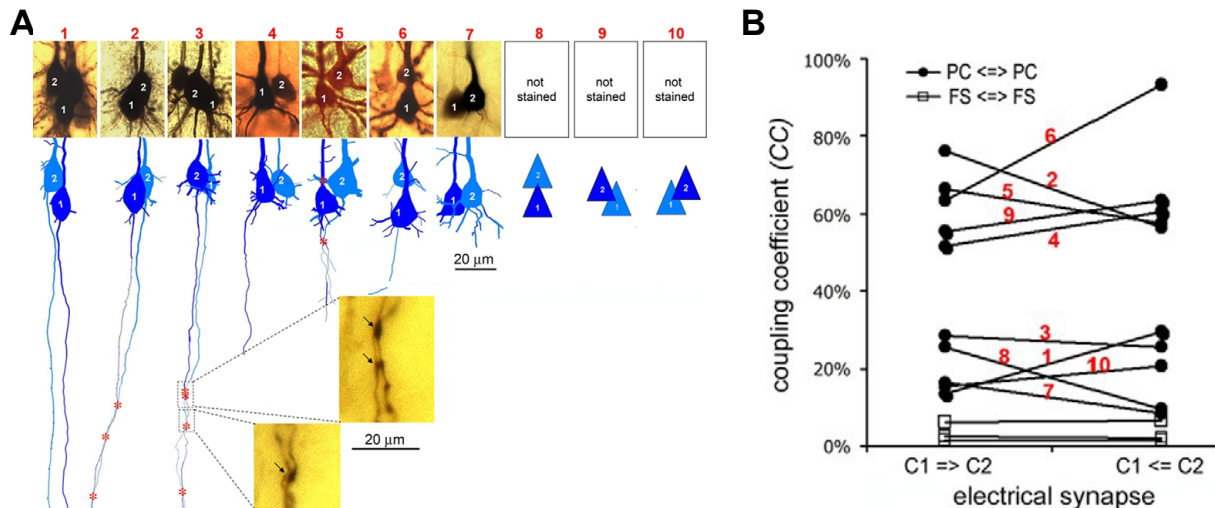 A
1 2 3 4 5 6 7 8 9 10
2 1
2 1
2 1
1 2
2 1
2 1
1 2
not stained
not stained
not stained
2 1
2 1
2 1
1 2
2 1
2 1
1 2
2 1
2 1
2 1
20 µm
*
*
*
*
*
*
*
*
20 µm
B
100%
80%
60%
40%
20%
0%
coupling coefficient (CC)
PC <=> PC
FS <=> FS
6
2
5
9
4
3
8 1 10
7
C1 => C2 C1 <= C2
electrical synapse